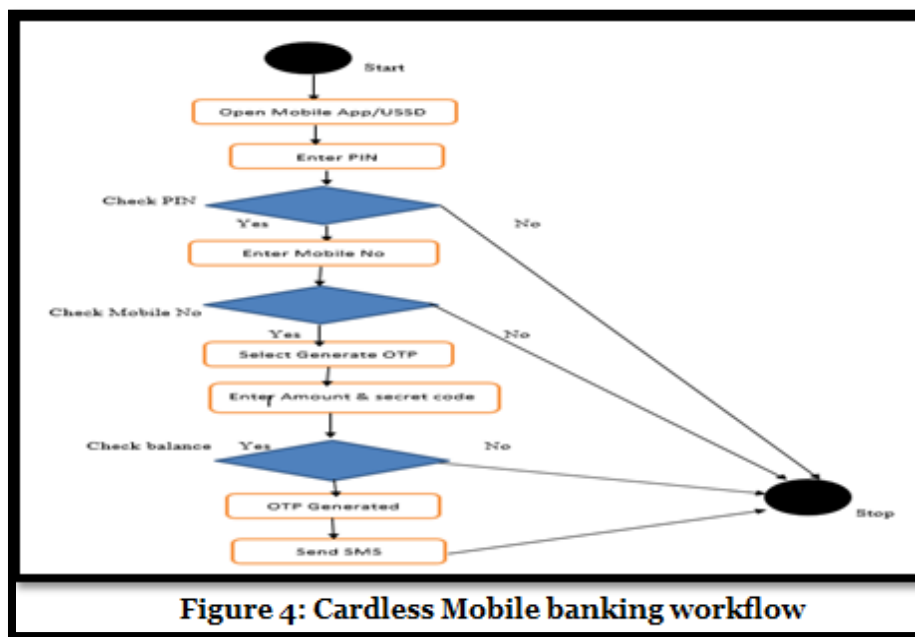 Start
Open Mobile App/USSD
Enter PIN
Check PIN
Yes
No
Enter Mobile No
Check Mobile No
Yes
No
Select Generate OTP
Enter Amount & secret code
Check balance
Yes
No
OTP Generated
Stop
Send SMS
Figure 4: Cardless Mobile banking workflow